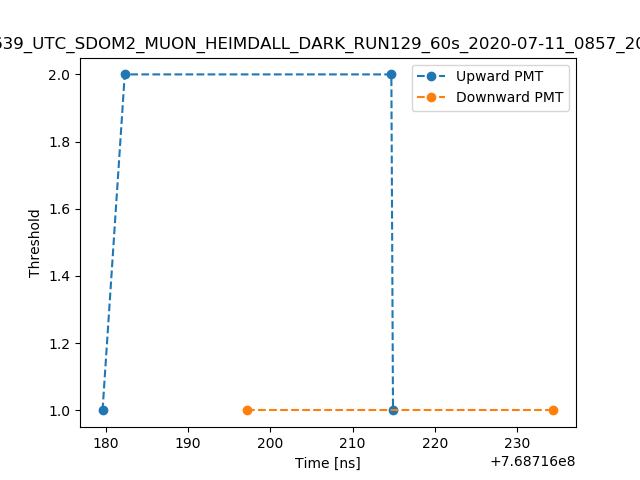 539_UTC_SDOM2_MUON_HEIMDALL_DARK_RUN129_60s_2020-07-11_0857_20
Upward PMT
Downward PMT
Threshold
2.0
1.8
1.6
1.4
1.2
1.0
180 190 200 210 220 230
Time [ns]
+7.68716e8